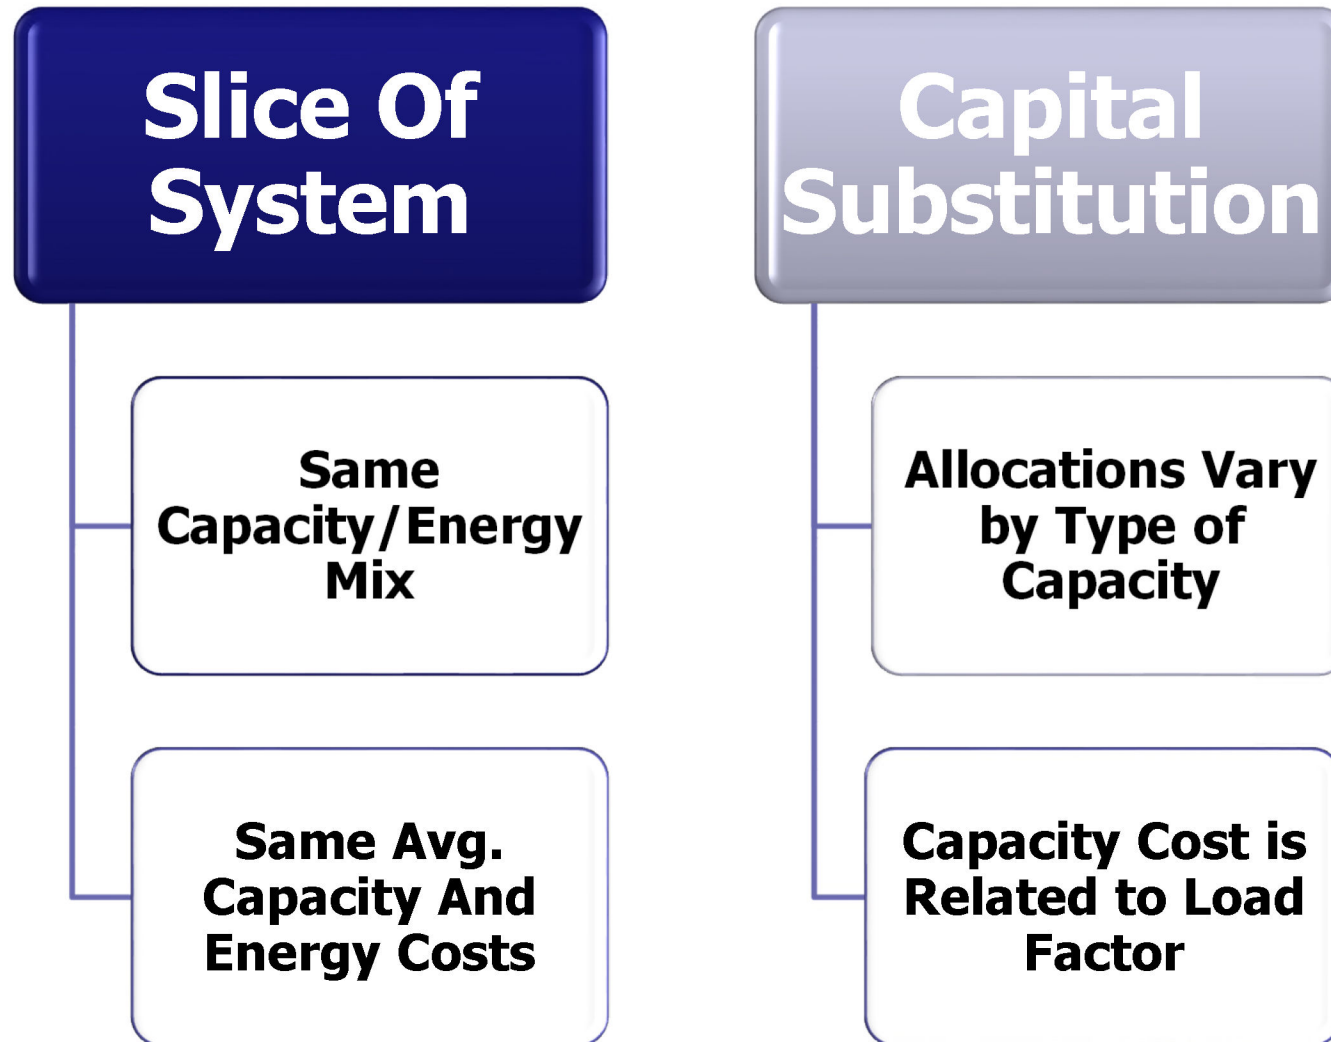 Slice Of
System
Same
Capacity/Energy
Mix
Same Avg.
Capacity And
Energy Costs
Capital
Substitution
Allocations Vary
by Type of
Capacity
Capacity Cost is
Related to Load
Factor